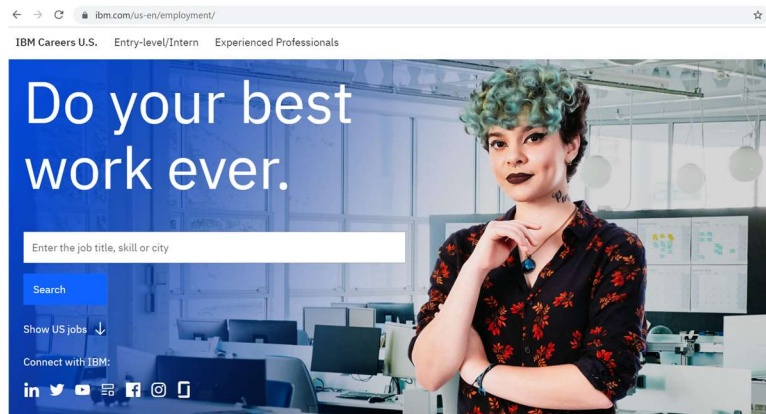 ibm.com/us-en/employment/
IBM Careers U.S. Entry-level/Intern Experienced Professionals
Do your best
work ever.
Enter the job title, skill or city
Search
Show US jobs
Connect with IBM: